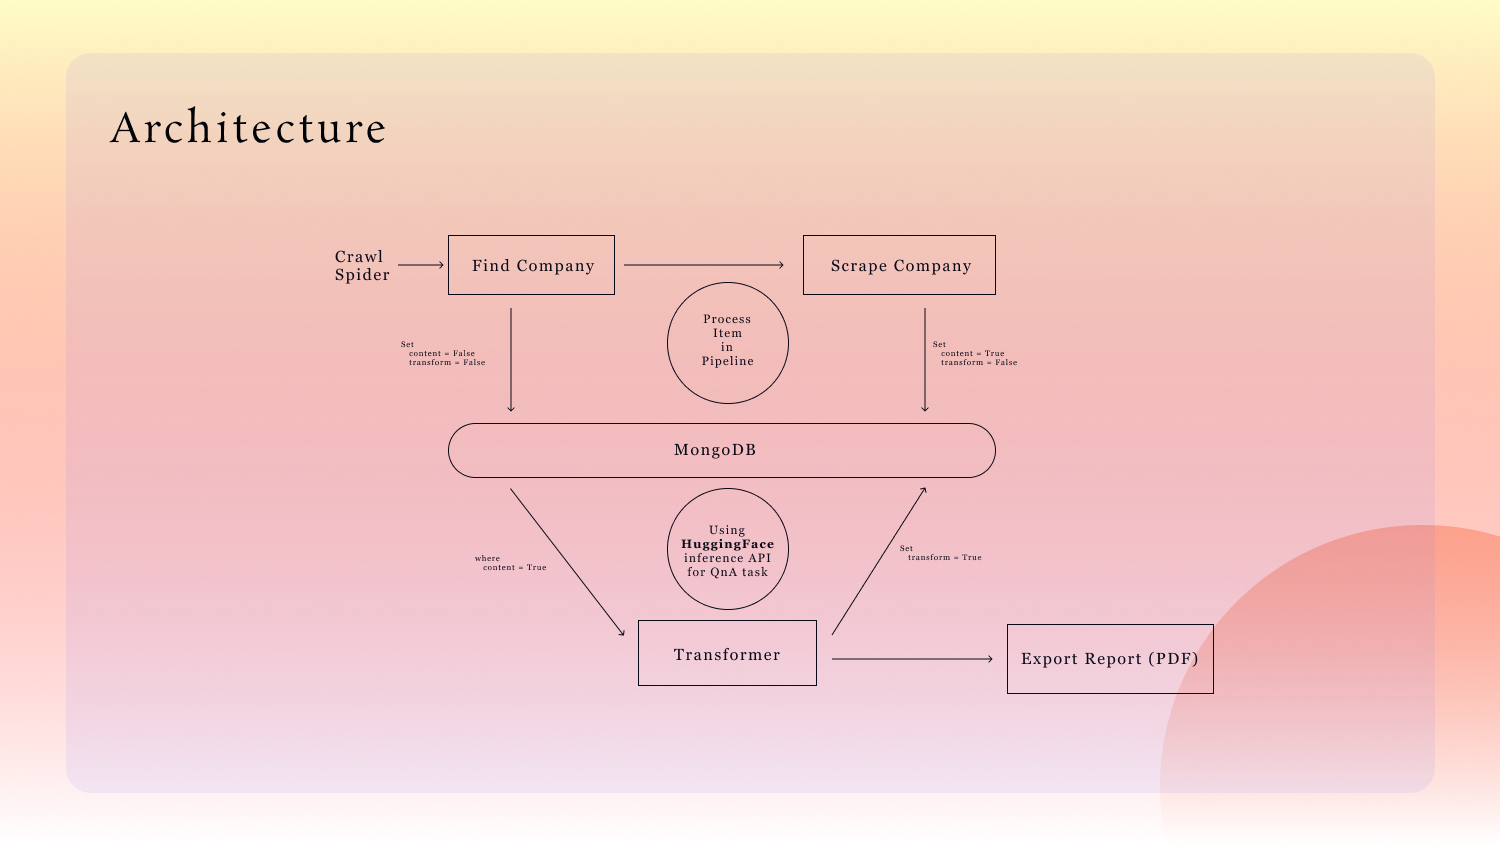 Architecture
Crawl
Spider
Find Company
Scrape Company
Process
Item
in
Pipeline
Set
content = False
transform = False
Set
content = True
transform = False
MongoDB
Using
HuggingFace
inference API
for QnA task
where
content = True
Set
transform = True
Transformer
Export Report (PDF)